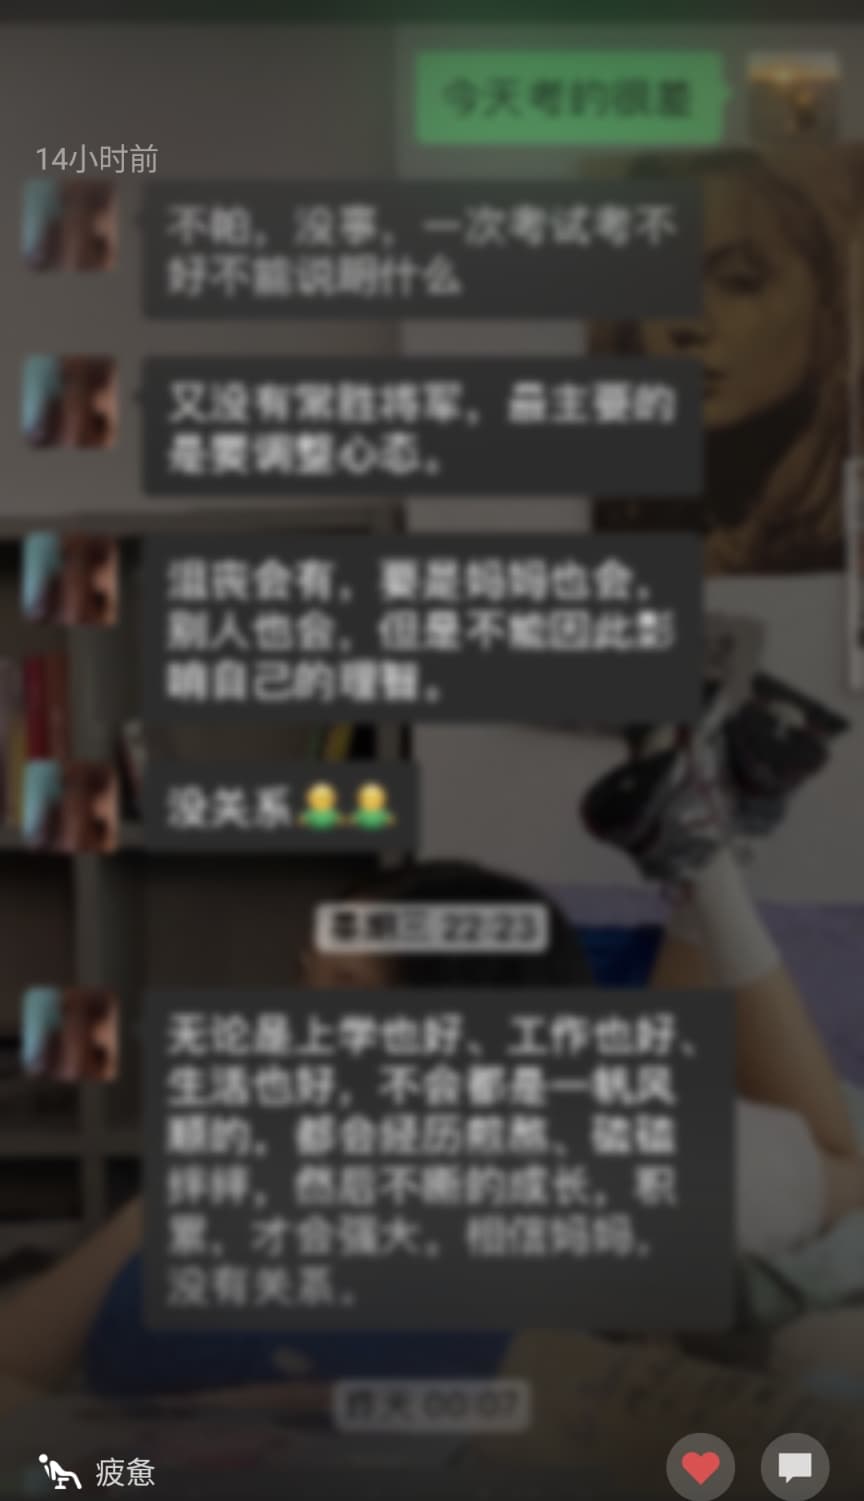 今天考的很差
14小时前
不帕，没事，一次考试考不
好不能说明什么
又没有常胜将军，最主要的
是要调整心态。
沮丧会有，要是妈妈也会，
别人也会，但是不能因此影
响自己的理智。
没关系
星期三 22:23
无论是上学也好、工作也好、
生活也好，不会都是一帆风
顺的，都会经历煎熬、磕磕
拌拌，然后不断的成长，积
累，才会强大，相信妈妈，
没有关系。
昨天 00:07
疲惫